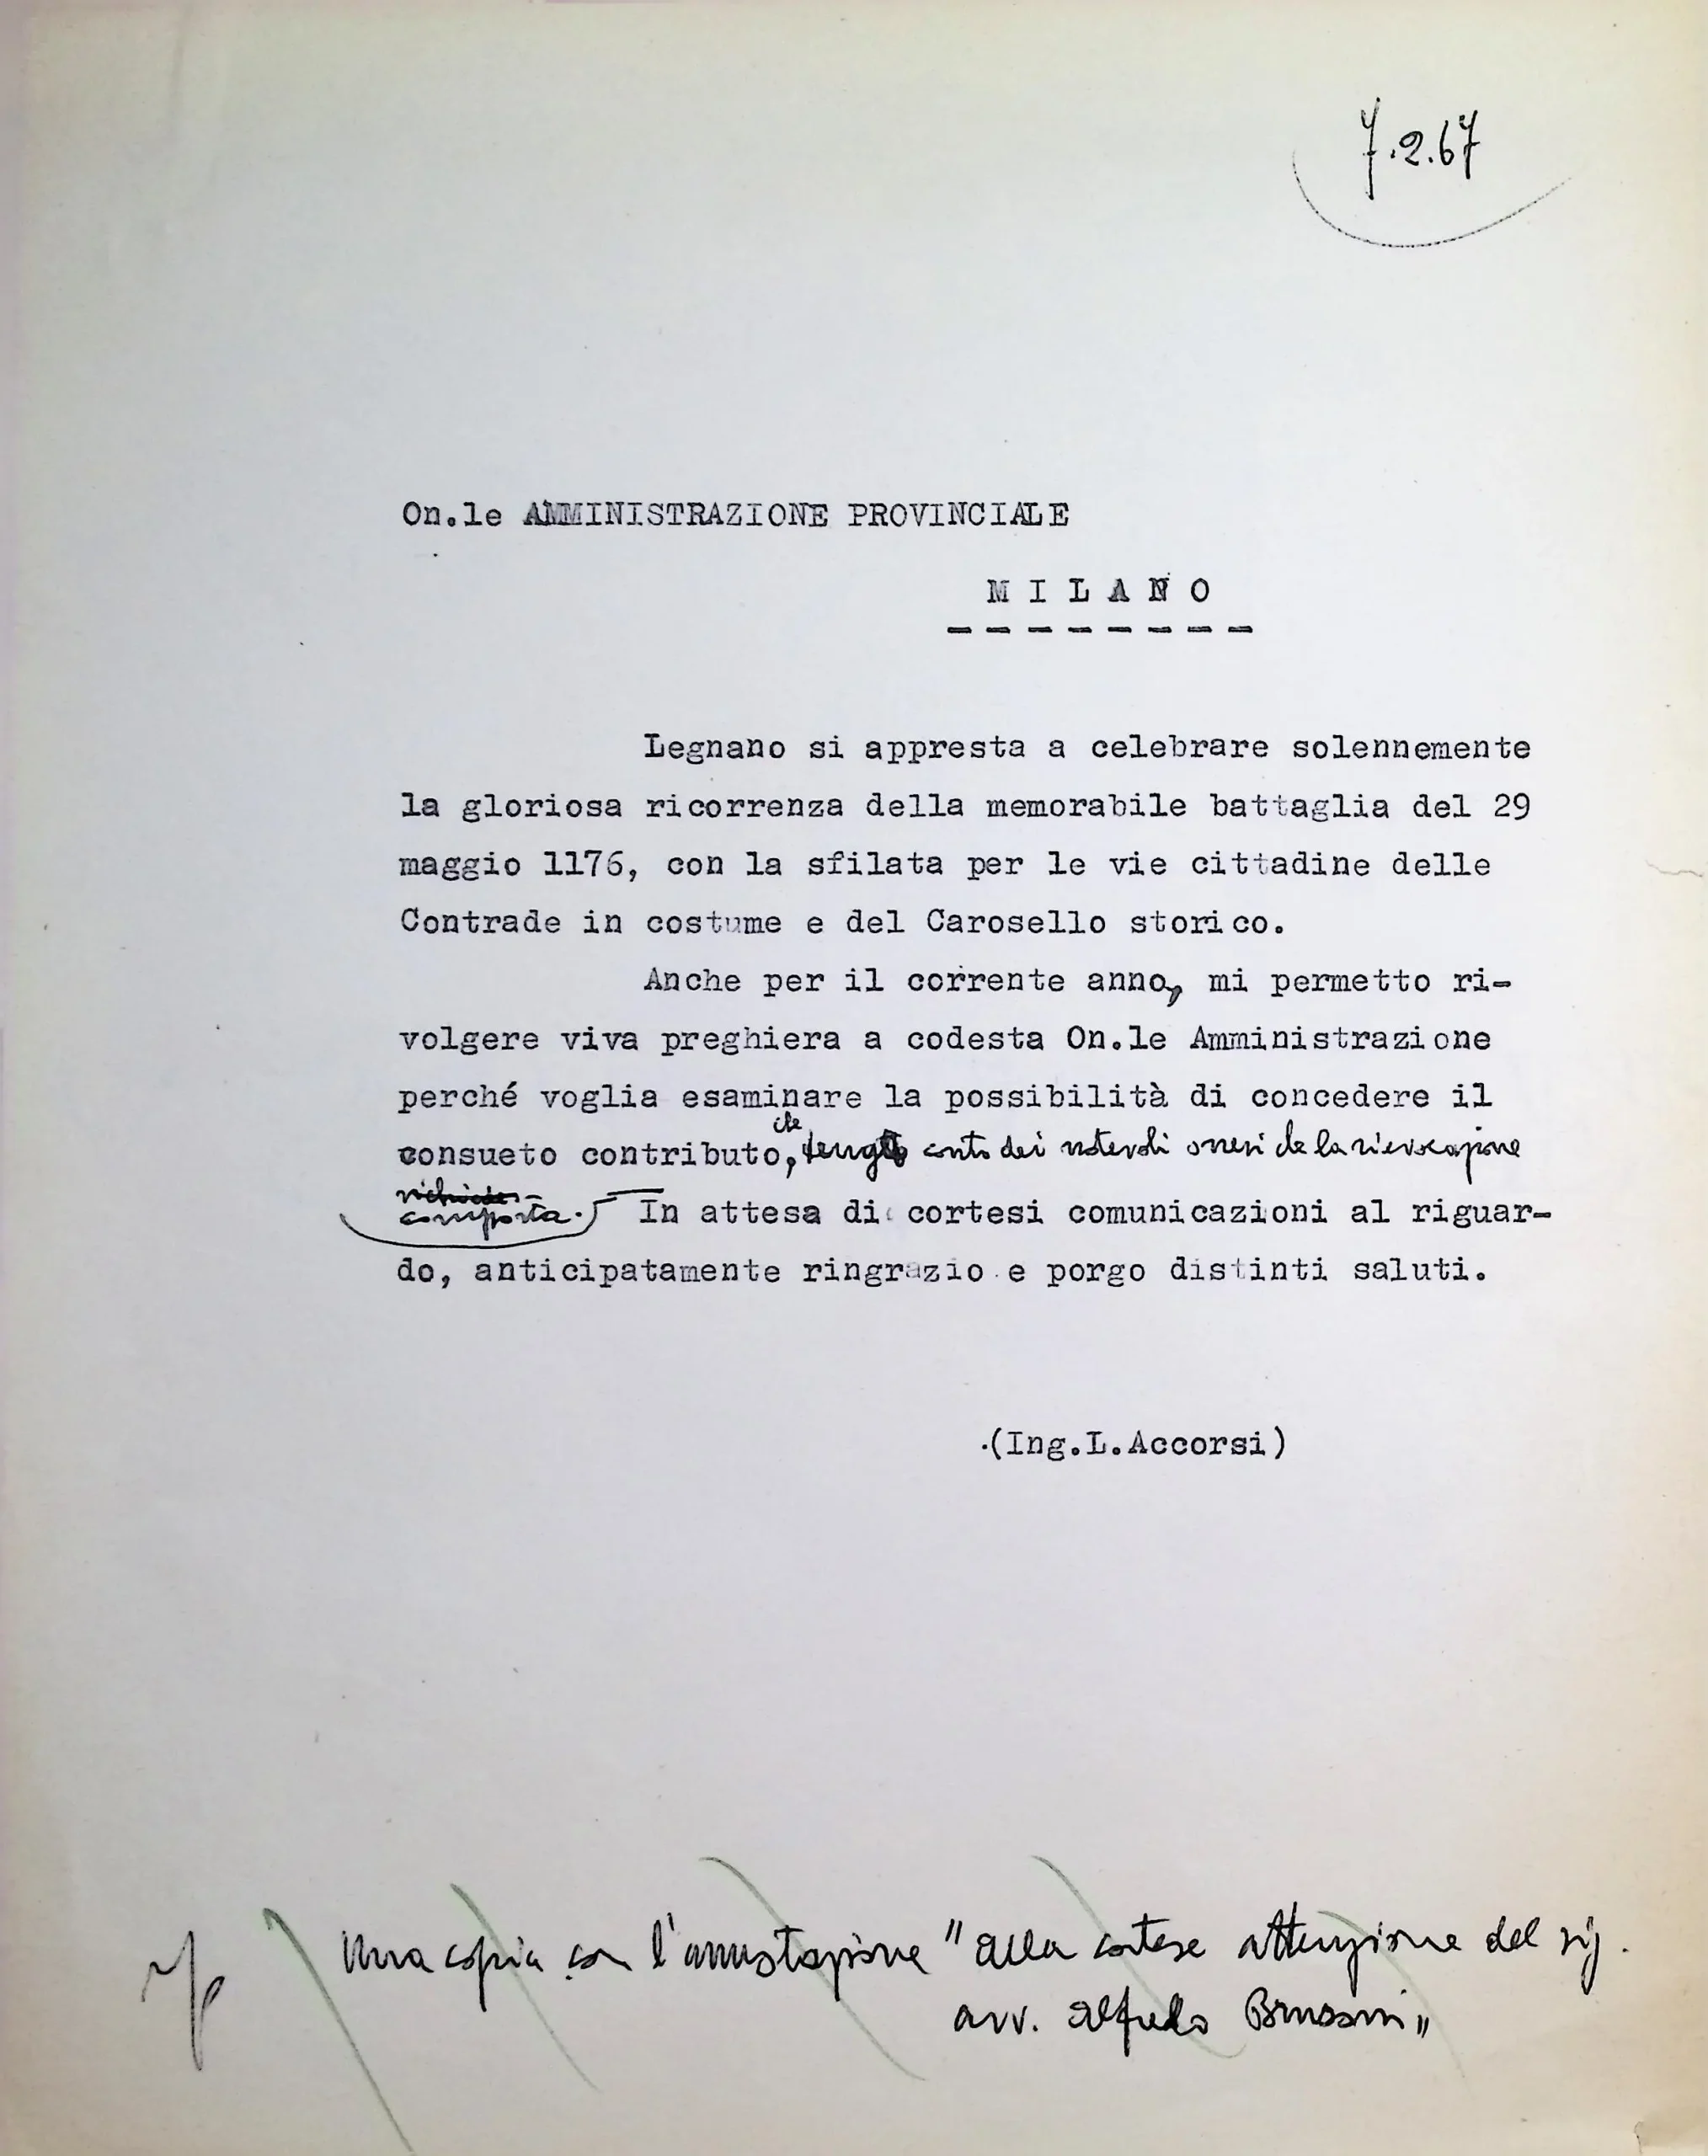 7.2.67
On.le AMMINISTRAZIONE PROVINCIALE
M I L A N O
- - - - - - - -
Legnano si appresta a celebrare solennemente
la gloriosa ricorrenza della memorabile battaglia del 29
maggio 1176, con la sfilata per le vie cittadine delle
Contrade in costume e del Carosello storico.
Anche per il corrente anno, mi permetto ri-
volgere viva preghiera a codesta On.le Amministrazione
perché voglia esaminare la possibilità di concedere il
consueto contributo, conto dei notevoli oneri che la rievocazione
richiede
comporta. In attesa di cortesi comunicazioni al riguar-
do, anticipatamente ringrazio e porgo distinti saluti.
(Ing.L.Accorsi)
Una copia con l'annotazione "alla cortese attenzione del sig.
avv. Alfredo